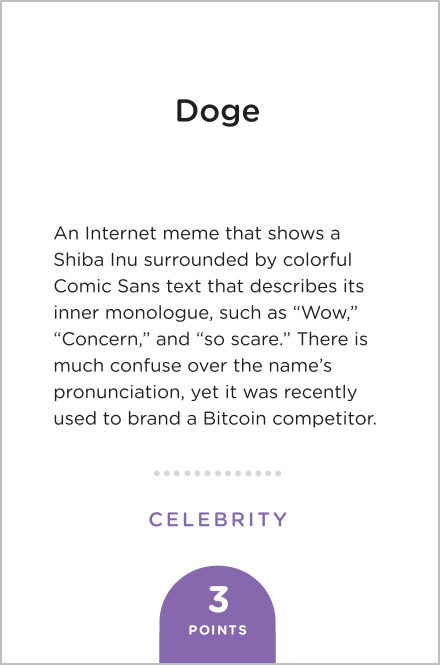 Doge
An Internet meme that shows a
Shiba Inu surrounded by colorful
Comic Sans text that describes its
inner monologue, such as “Wow,”
“Concern,” and “so scare.” There is
much confuse over the name’s
pronunciation, yet it was recently
used to brand a Bitcoin competitor.
CELEBRITY
3
POINTS